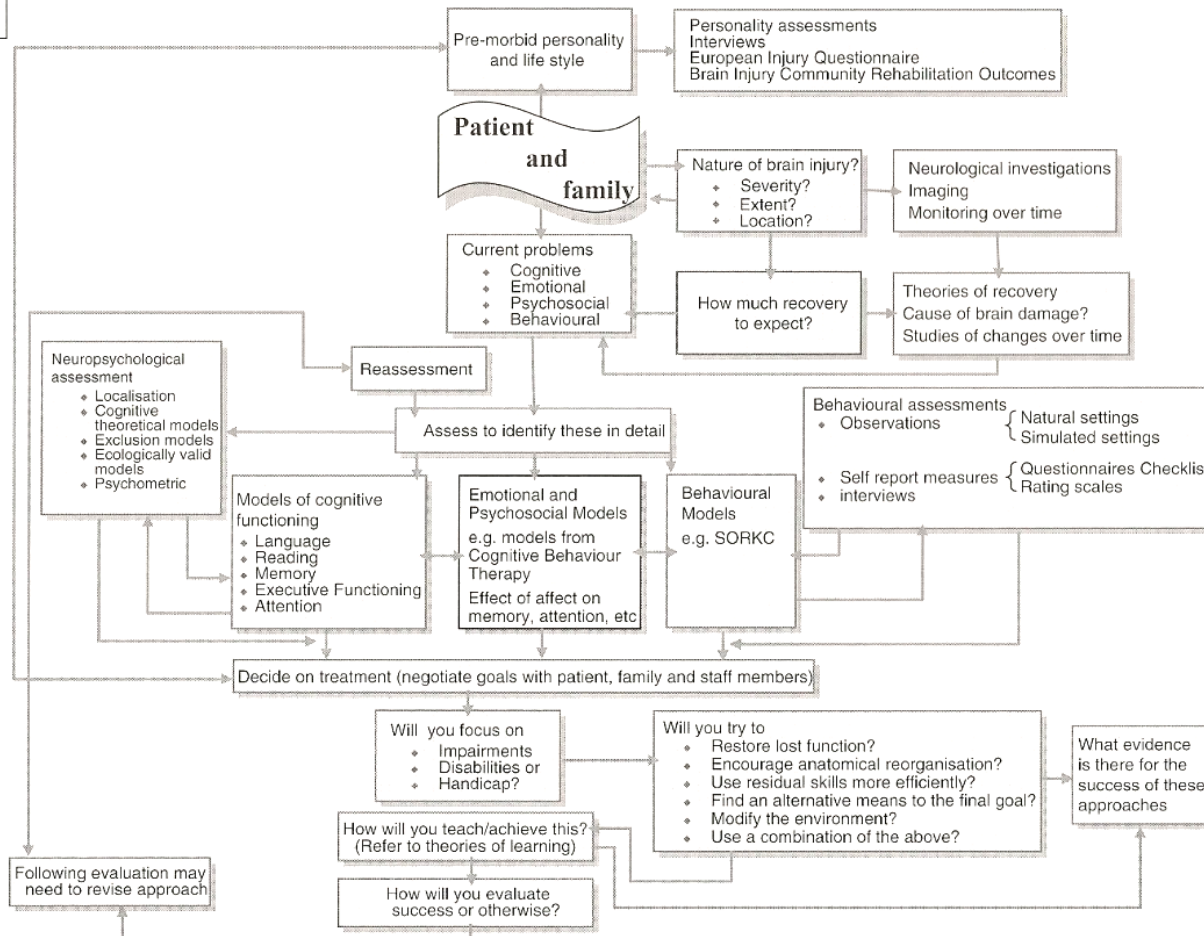 Pre-morbid personality
and life style
Personality assessments
Interviews
European Injury Questionnaire
Brain Injury Community Rehabilitation Outcomes
Patient
and
family
Nature of brain injury?
Severity?
Extent?
Location?
Neurological investigations
Imaging
Monitoring over time
Current problems
Cognitive
Emotional
Psychosocial
Behavioural
How much recovery
to expect?
Theories of recovery
Cause of brain damage?
Studies of changes over time
Neuropsychological
assessment
Localisation
Cognitive
theoretical models
Exclusion models
Ecologically valid
models
Psychometric
Reassessment
Assess to identify these in detail
Behavioural assessments
Observations
Natural settings
Simulated settings
Self report measures
interviews
Questionnaires Checklis
Rating scales
Models of cognitive
functioning
Language
Reading
Memory
Executive Functioning
Attention
Emotional and
Psychosocial Models
e.g. models from
Cognitive Behaviour
Therapy
Effect of affect on
memory, attention, etc
Behavioural
Models
e.g. SORKC
Decide on treatment (negotiate goals with patient, family and staff members)
Will you focus on
Impairments
Disabilities or
Handicap?
Will you try to
Restore lost function?
Encourage anatomical reorganisation?
Use residual skills more efficiently?
Find an alternative means to the final goal?
Modify the environment?
Use a combination of the above?
What evidence
is there for the
success of these
approaches
How will you teach/achieve this?
(Refer to theories of learning)
Following evaluation may
need to revise approach
How will you evaluate
success or otherwise?